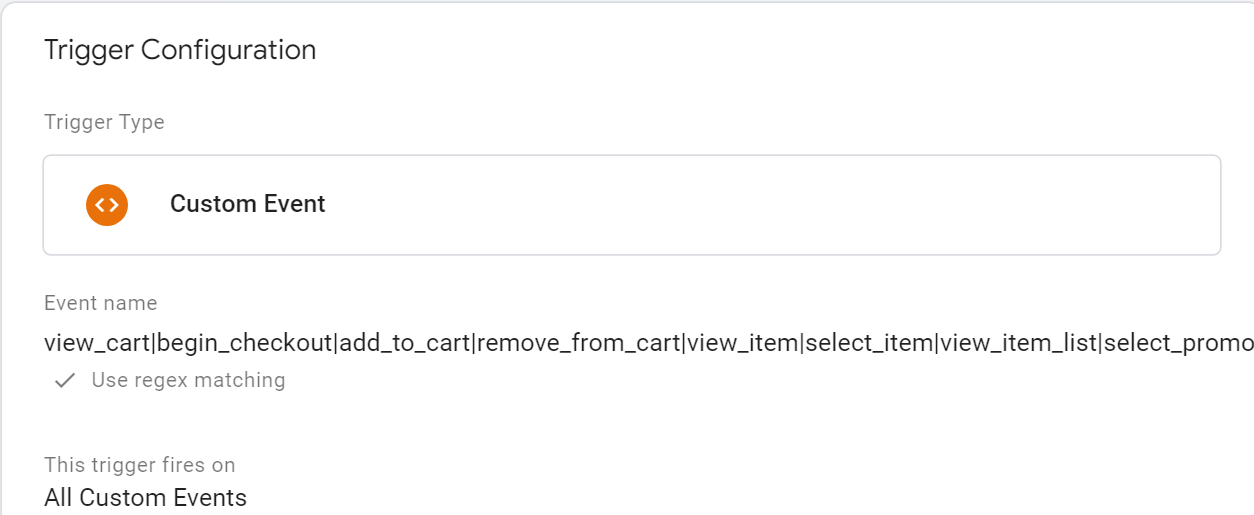 Trigger Configuration
Trigger Type
Custom Event
Event name
view_cart|begin_checkout|add_to_cart|remove_from_cart|view_item|select_item|view_item_list|select_promo
Use regex matching
This trigger fires on
All Custom Events